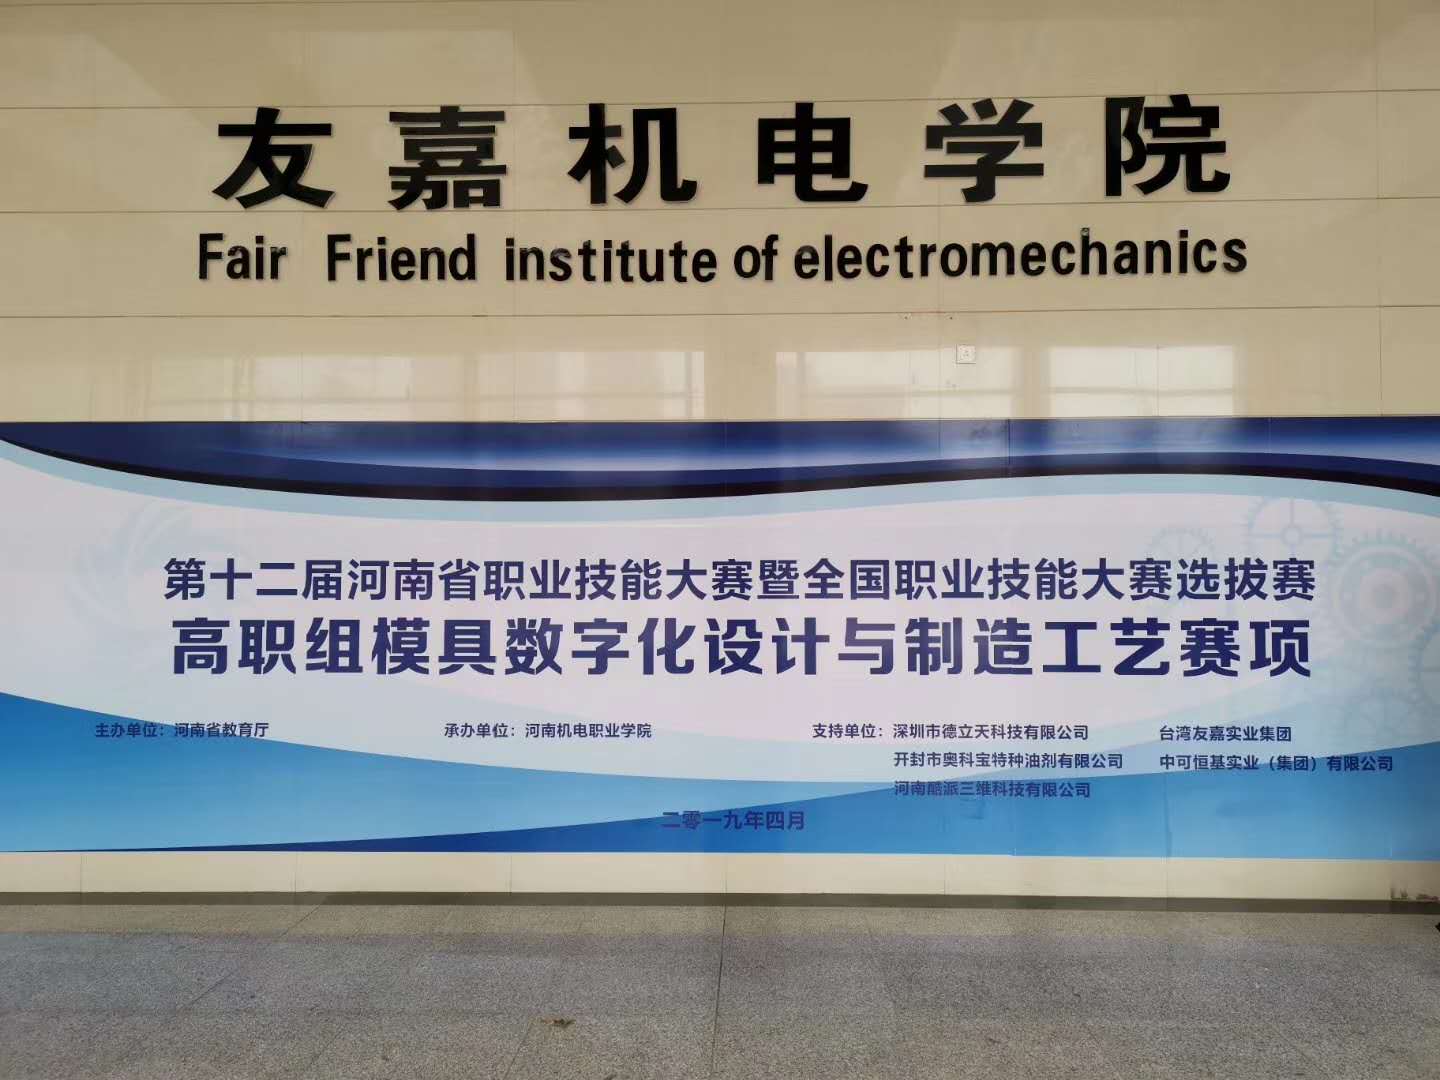 友嘉机电学院
Fair Friend institute of electromechanics
第十二届河南省职业技能大赛暨全国职业技能大赛选拔赛
高职组模具数字化设计与制造工艺赛项
主办单位：河南省教育厅
承办单位：河南机电职业学院
支持单位：深圳市德立天科技有限公司
台湾友嘉实业集团
开封市奥科宝特种油剂有限公司
中可恒基实业（集团）有限公司
河南酷派三维科技有限公司
二零一九年四月